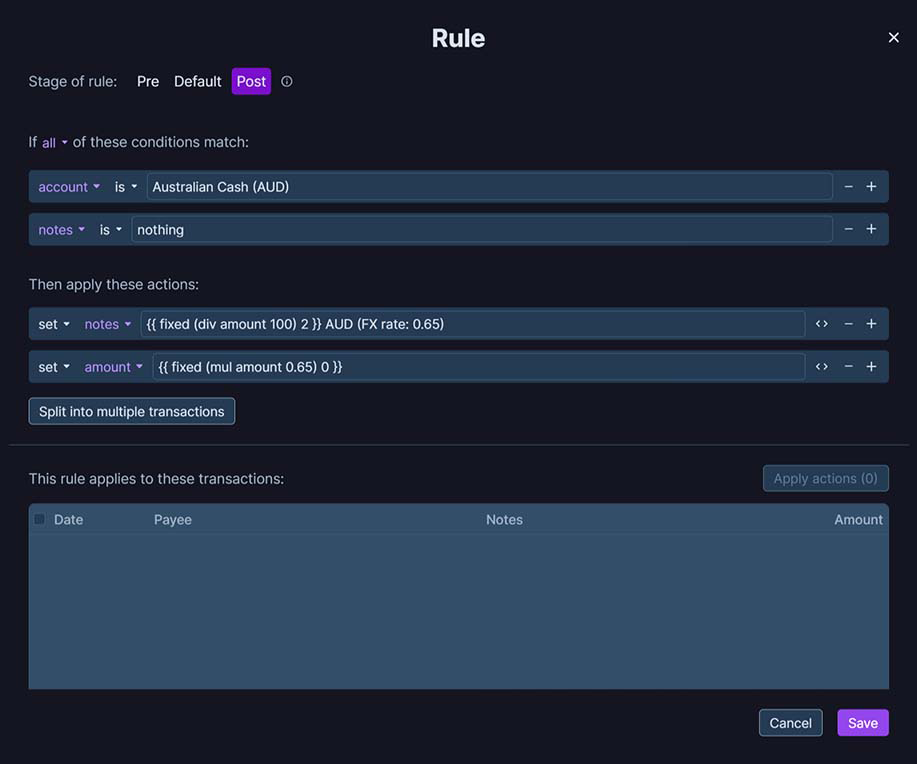 Rule
Stage of rule: Pre Default Post
If all of these conditions match:
account is Australian Cash (AUD)
notes is nothing
Then apply these actions:
set notes {{ fixed (div amount 100) 2 }} AUD (FX rate: 0.65)
set amount {{ fixed (mul amount 0.65) 0 }}
Split into multiple transactions
This rule applies to these transactions: Apply actions (0)
Date Payee Notes Amount
Cancel Save